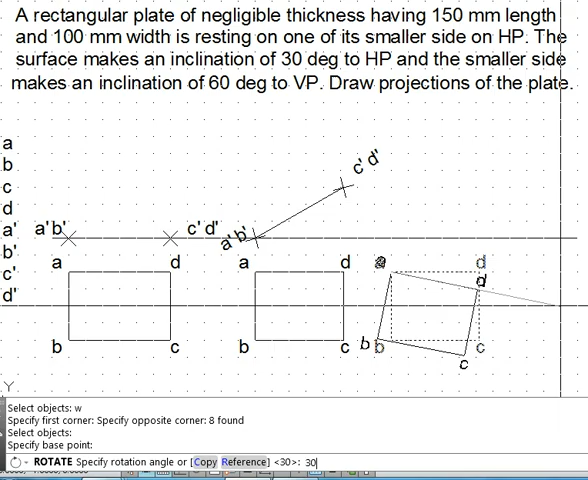 A rectangular plate of negligible thickness having 150 mm length
and 100 mm width is resting on one of its smaller side on HP. The
surface makes an inclination of 30 deg to HP and the smaller side
makes an inclination of 60 deg to VP. Draw projections of the plate.
a
b
c
d
a'
b'
c'
d'
a'b' c' d' a'b' c' d'
a d a d a d
d
b c b c b b c
c
Y
Select objects: w
Specify first corner: Specify opposite corner: 8 found
Select objects:
Specify base point:
ROTATE Specify rotation angle or [Copy Reference] <30>: 30